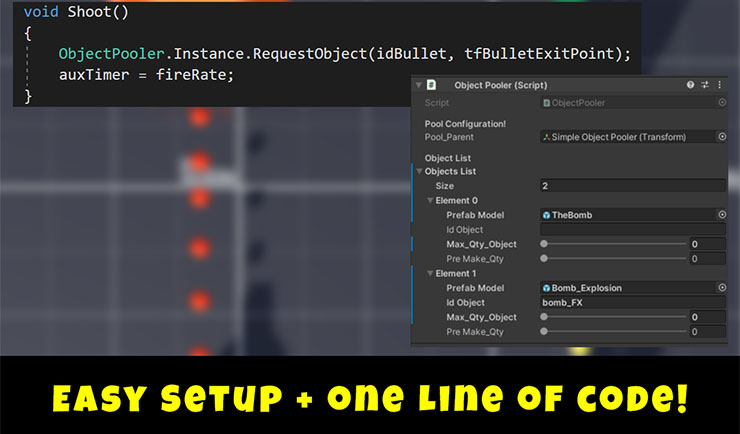 void Shoot()
{
ObjectPooler.Instance.RequestObject(idBullet, tfBulletExitPoint);
auxTimer = fireRate;
}
Object Pooler (Script)
Script ObjectPooler
Pool Configuration!
Pool_Parent Simple Object Pooler (Transform)
Object List
Objects List
Size 2
Element 0
Prefab Model TheBomb
Id Object
Max_Qty_Object 0
Pre Make_Qty 0
Element 1
Prefab Model Bomb_Explosion
Id Object bomb_FX
Max_Qty_Object 0
Pre Make_Qty 0
Easy Setup + One Line of Code!